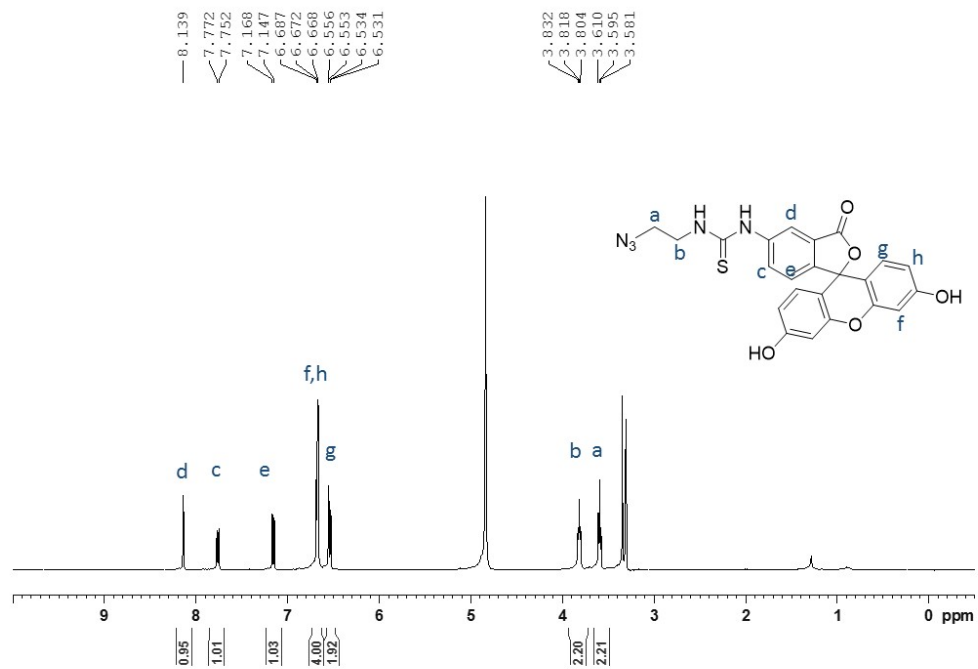 8.139
7.772
7.752
7.168
7.147
6.687
6.672
6.668
6.556
6.553
6.534
6.531
3.832
3.818
3.804
3.610
3.595
3.581
a
H
N
H
N
d
O
N3
b
S
c
e
O
g
h
OH
f
O
HO
f,h
g
d
c
e
b
a
9 8 7 6 5 4 3 2 1 0 ppm
0.95
1.01
1.03
4.00
1.92
2.20
2.21